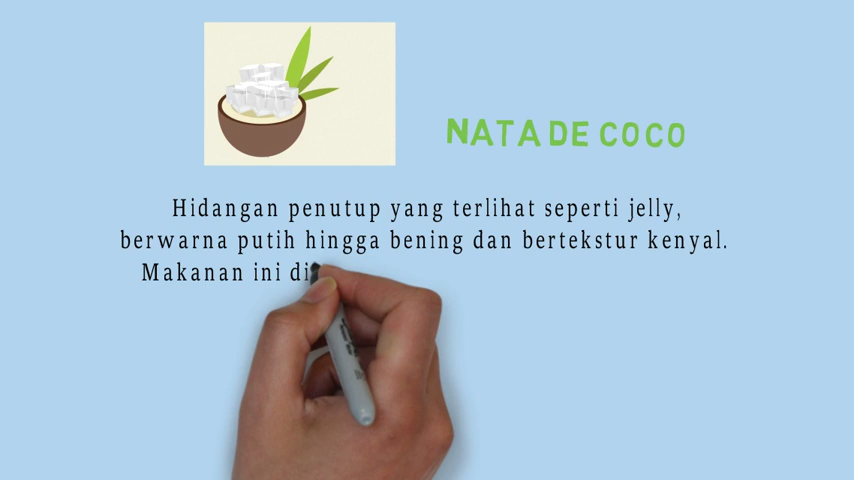 NATA DE COCO
Hidangan penutup yang terlihat seperti jelly,
berwarna putih hingga bening dan bertekstur kenyal.
Makanan ini di